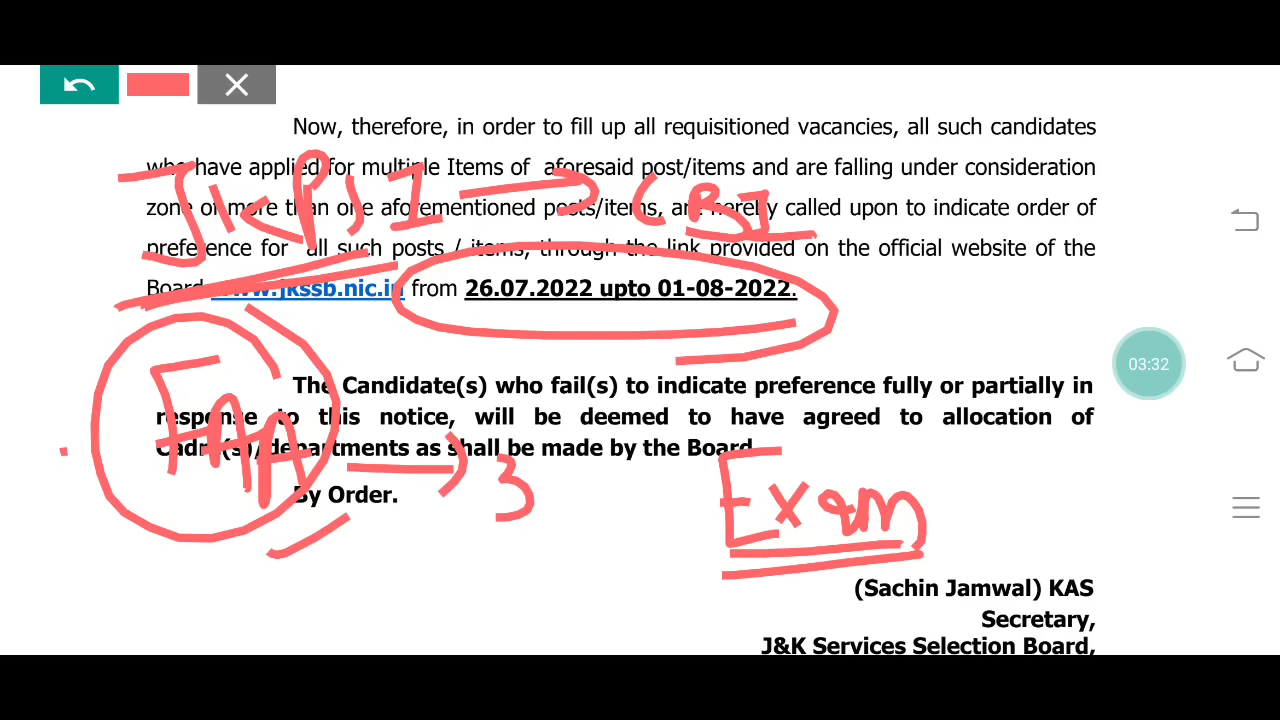 Now, therefore, in order to fill up all requisitioned vacancies, all such candidates
who have applied for multiple Items of aforesaid post/items and are falling under consideration
zone of more than one aforementioned posts/items, are hereby called upon to indicate order of
preference for all such posts / items, through the link provided on the official website of the
Board www.jkssb.nic.in from 26.07.2022 upto 01-08-2022.
JKPSI → CBI
The Candidate(s) who fail(s) to indicate preference fully or partially in
response to this notice, will be deemed to have agreed to allocation of
Cadre(s)/departments as shall be made by the Board.
FAA → 3
Exam
By Order.
(Sachin Jamwal) KAS
Secretary,
J&K Services Selection Board,
03:32